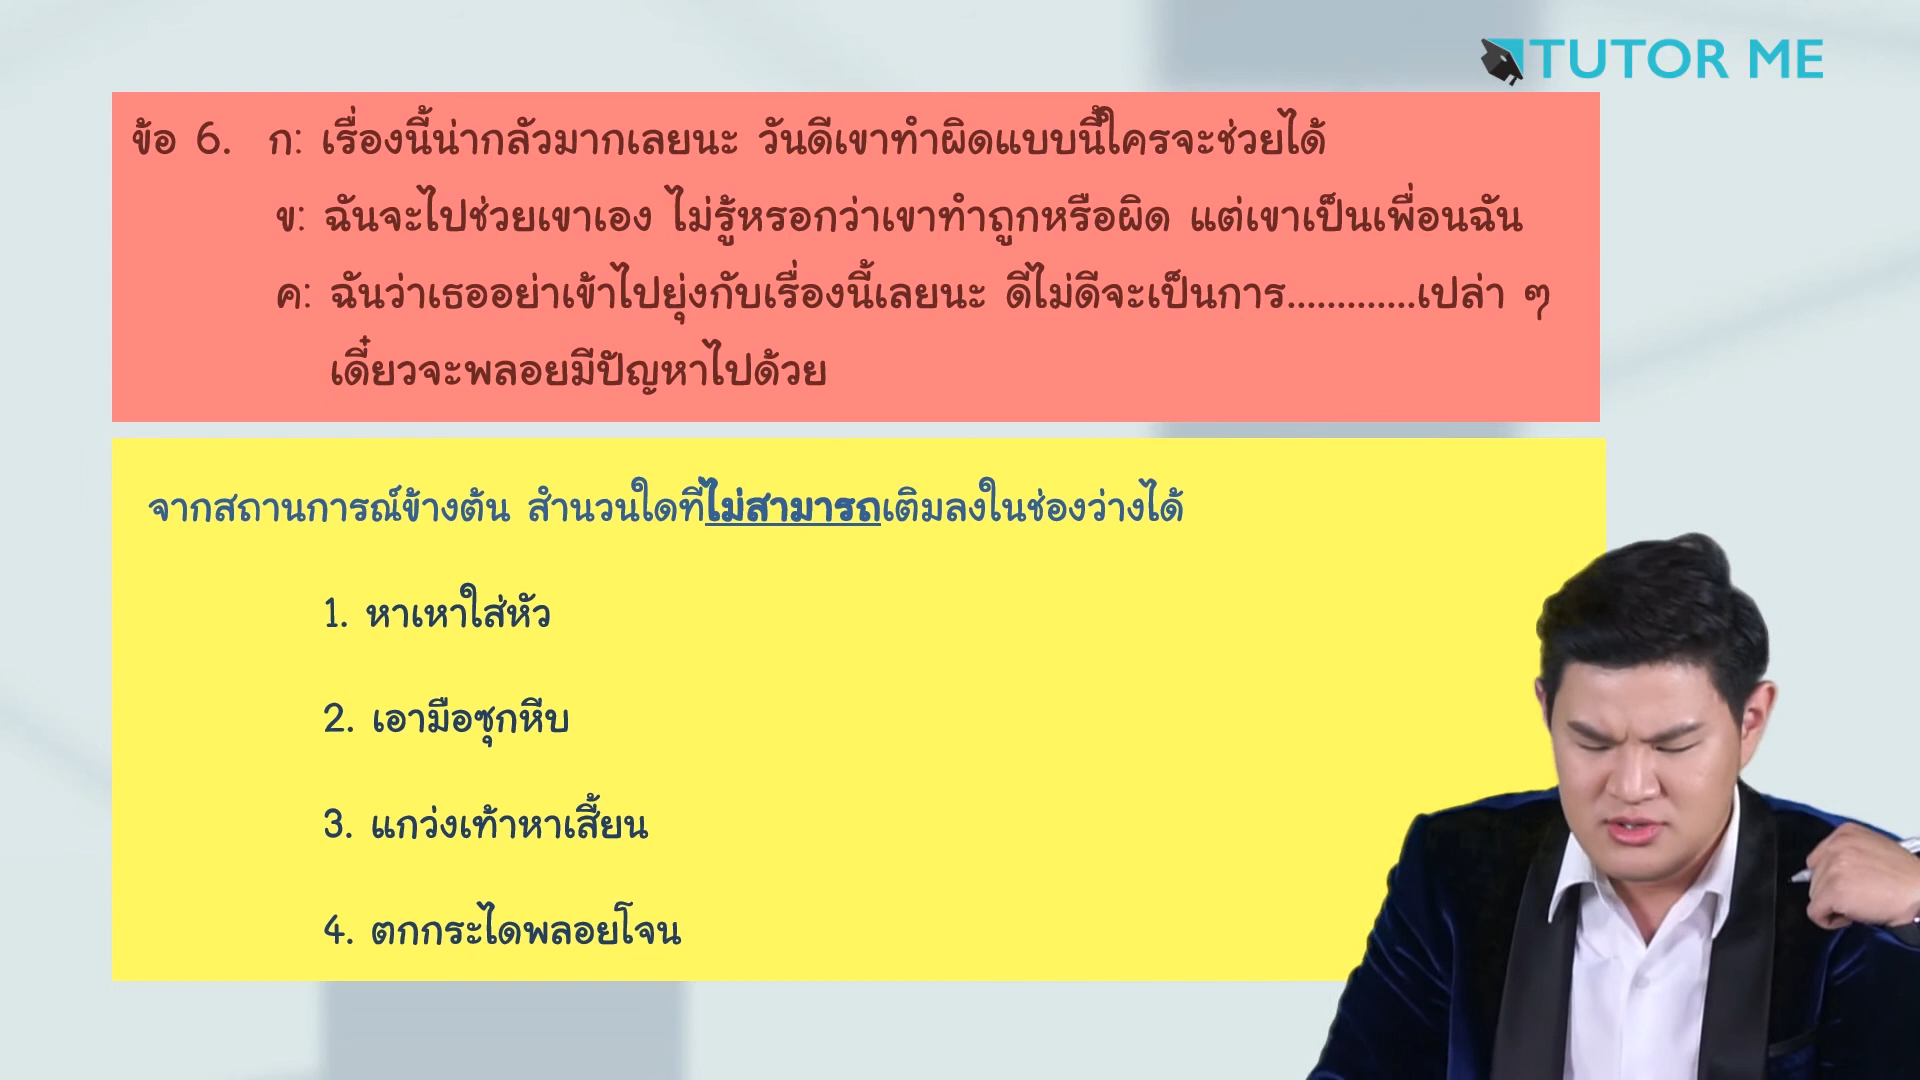 TUTOR ME
ข้อ 6. ก: เรื่องนี้น่ากลัวมากเลยนะ วันดีเขาทำผิดแบบนี้ใครจะช่วยได้
ข: ฉันจะไปช่วยเขาเอง ไม่รู้หรอกว่าเขาทำถูกหรือผิด แต่เขาเป็นเพื่อนฉัน
ค: ฉันว่าเธออย่าเข้าไปยุ่งกับเรื่องนี้เลยนะ ดีไม่ดีจะเป็นการ.............เปล่า ๆ
เดี๋ยวจะพลอยมีปัญหาไปด้วย
จากสถานการณ์ข้างต้น สำนวนใดที่ไม่สามารถเติมลงในช่องว่างได้
1. หาเหาใส่หัว
2. เอามือซุกหีบ
3. แกว่งเท้าหาเสี้ยน
4. ตกกระไดพลอยโจน